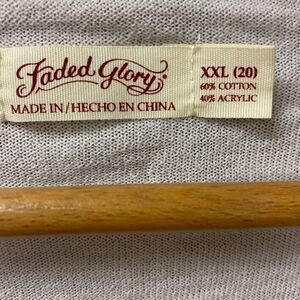 Faded Glory.
MADE IN/HECHO EN CHINA
XXL (20)
60% COTTON
40% ACRYLIC